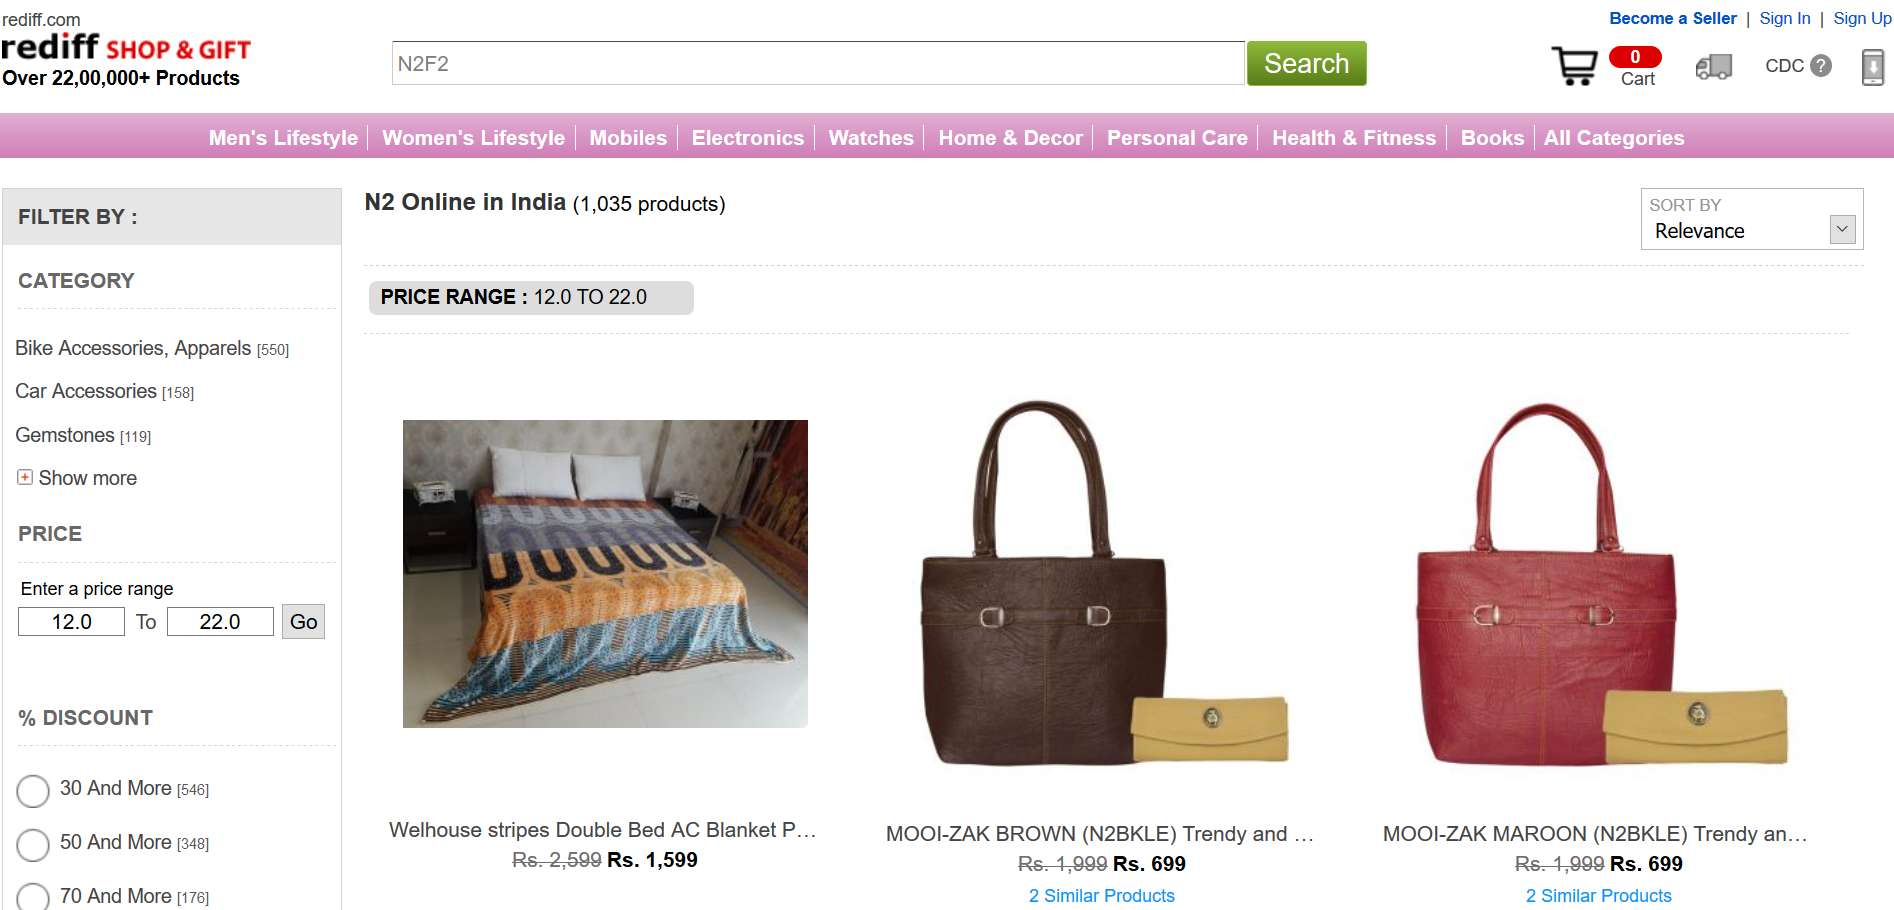 rediff.com
rediff SHOP & GIFT
Over 22,00,000+ Products
N2F2
Search
Become a Seller | Sign In | Sign Up
0
Cart
CDC ?
Men's Lifestyle Women's Lifestyle Mobiles Electronics Watches Home & Decor Personal Care Health & Fitness Books All Categories
FILTER BY :
CATEGORY
Bike Accessories, Apparels [550]
Car Accessories [158]
Gemstones [119]
Show more
PRICE
Enter a price range
12.0 To 22.0 Go
% DISCOUNT
30 And More [546]
50 And More [348]
70 And More [176]
N2 Online in India (1,035 products)
SORT BY
Relevance
PRICE RANGE : 12.0 TO 22.0
Welhouse stripes Double Bed AC Blanket P...
Rs. 2,599 Rs. 1,599
MOOI-ZAK BROWN (N2BKLE) Trendy and ...
Rs. 1,999 Rs. 699
2 Similar Products
MOOI-ZAK MAROON (N2BKLE) Trendy an...
Rs. 1,999 Rs. 699
2 Similar Products